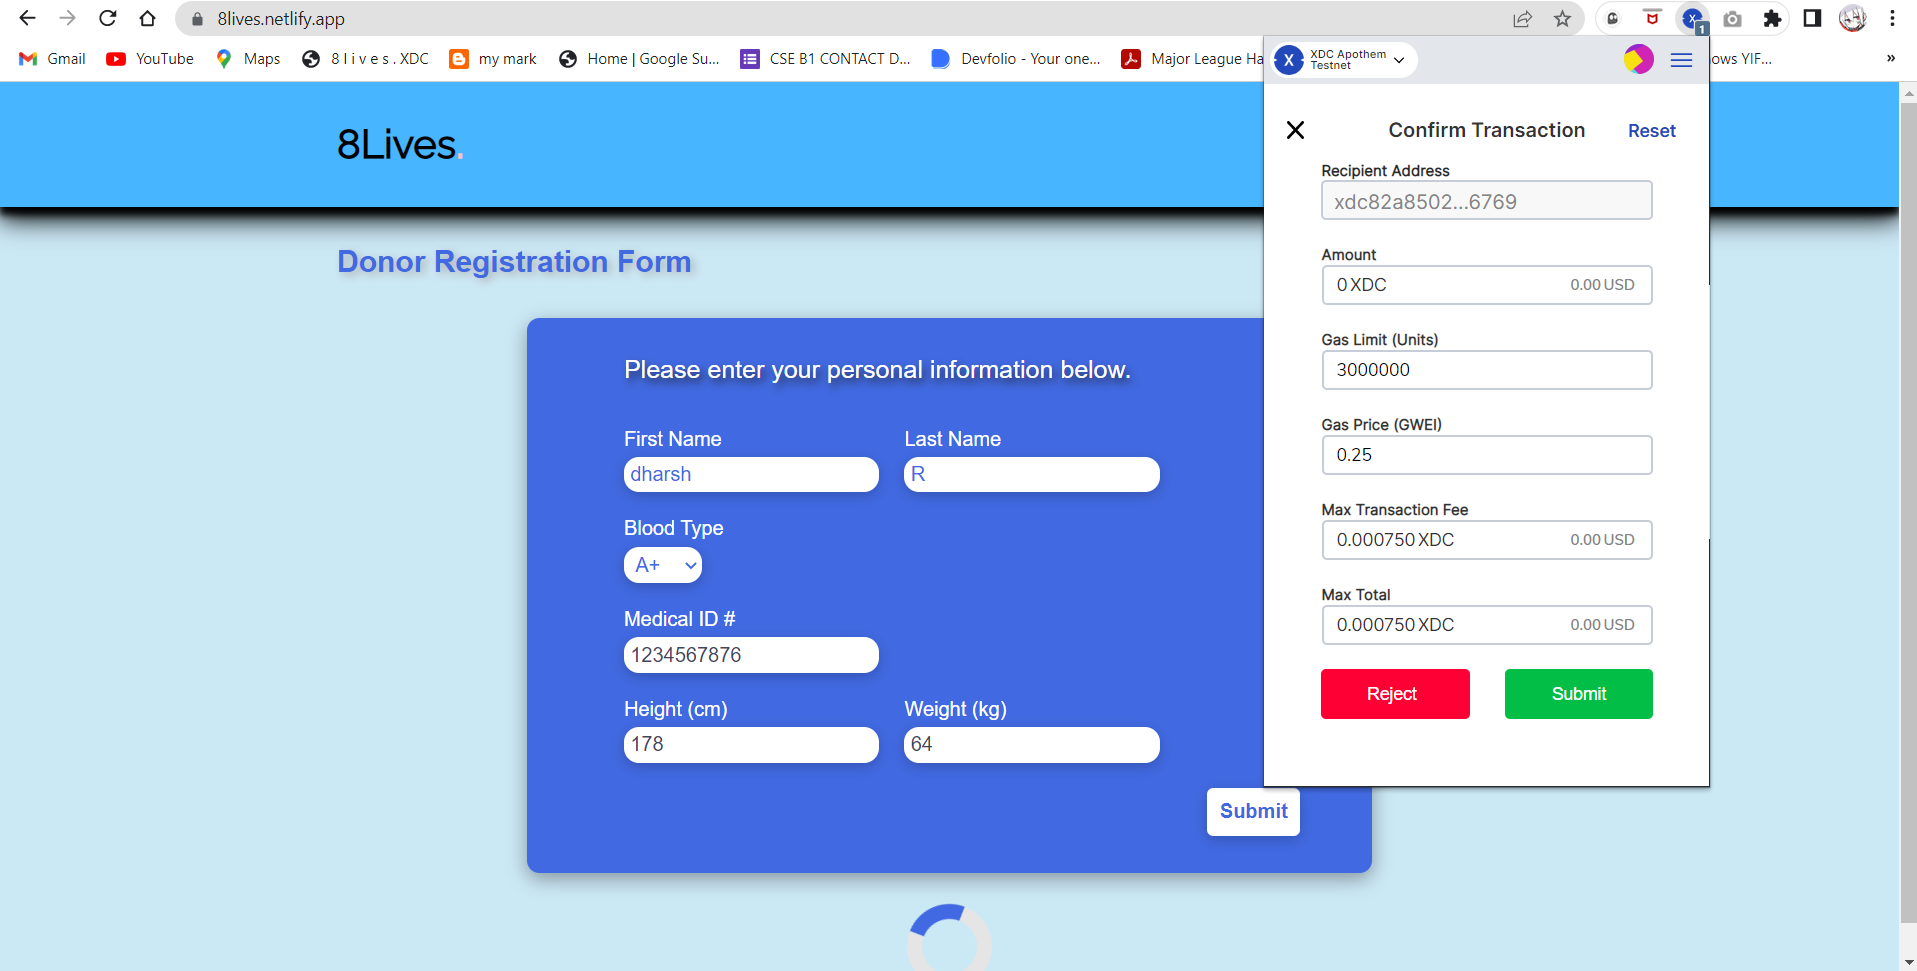 8lives.netlify.app
1
Gmail
YouTube
Maps
8 l i v e s . XDC
my mark
Home | Google Su...
CSE B1 CONTACT D...
Devfolio - Your one...
Major League Ha
ows YIF...
»
X
XDC Apothem
Testnet
8Lives.
Confirm Transaction
Reset
Recipient Address
xdc82a8502...6769
Amount
0 XDC
0.00 USD
Gas Limit (Units)
3000000
Gas Price (GWEI)
0.25
Max Transaction Fee
0.000750 XDC
0.00 USD
Max Total
0.000750 XDC
0.00 USD
Reject
Submit
Donor Registration Form
Please enter your personal information below.
First Name
Last Name
dharsh
R
Blood Type
A+
Medical ID #
1234567876
Height (cm)
Weight (kg)
178
64
Submit